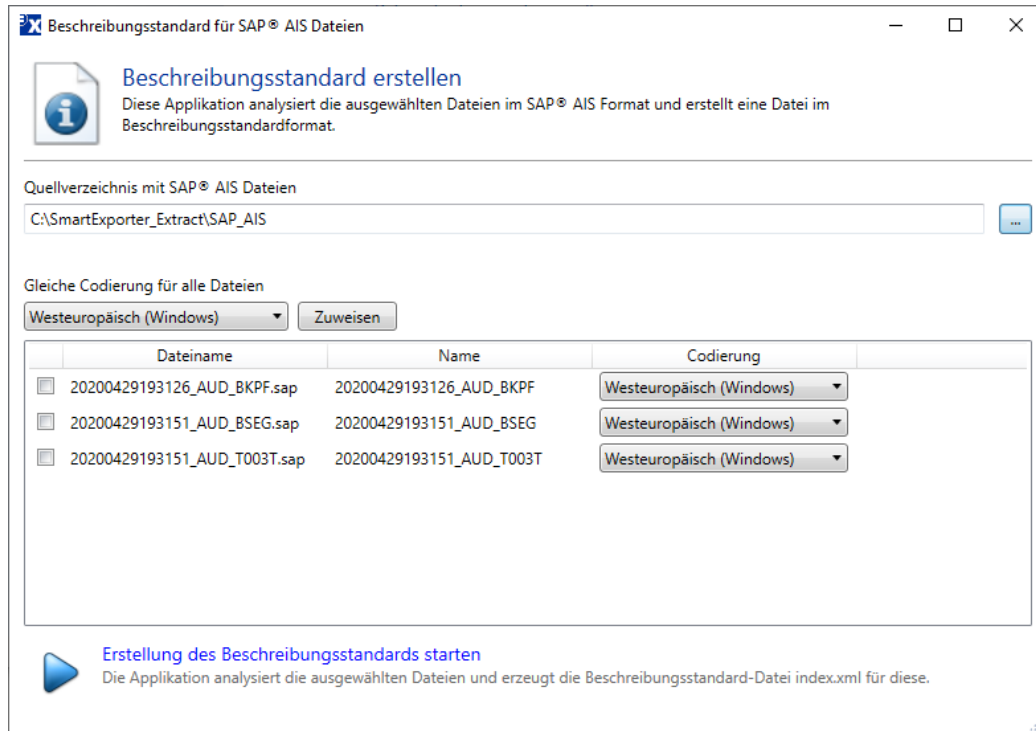 Beschreibungsstandard für SAP® AIS Dateien
Beschreibungsstandard erstellen
Diese Applikation analysiert die ausgewählten Dateien im SAP® AIS Format und erstellt eine Datei im
Beschreibungsstandardformat.
Quellverzeichnis mit SAP® AIS Dateien
C:\SmartExporter_Extract\SAP_AIS
...
Gleiche Codierung für alle Dateien
Westeuropäisch (Windows) Zuweisen
Dateiname Name Codierung
20200429193126_AUD_BKPF.sap 20200429193126_AUD_BKPF Westeuropäisch (Windows)
20200429193151_AUD_BSEG.sap 20200429193151_AUD_BSEG Westeuropäisch (Windows)
20200429193151_AUD_T003T.sap 20200429193151_AUD_T003T Westeuropäisch (Windows)
Erstellung des Beschreibungsstandards starten
Die Applikation analysiert die ausgewählten Dateien und erzeugt die Beschreibungsstandard-Datei index.xml für diese.